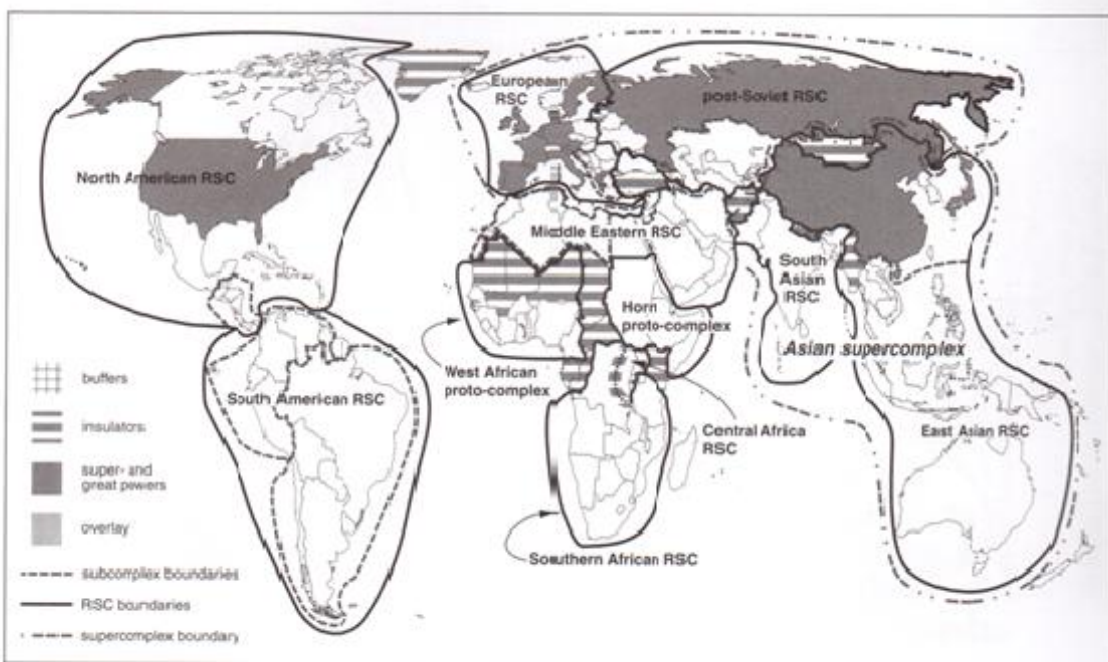 European
RSC
post-Soviet RSC
North American RSC
Middle Eastern RSC
South
Asian
RSC
Horn
proto-complex
Asian supercomplex
West African
proto-complex
South American RSC
Central Africa
RSC
East Asian RSC
Southern African RSC
buffers
insulators
super- and
great powers
overlay
subcomplex boundaries
RSC boundaries
supercomplex boundary